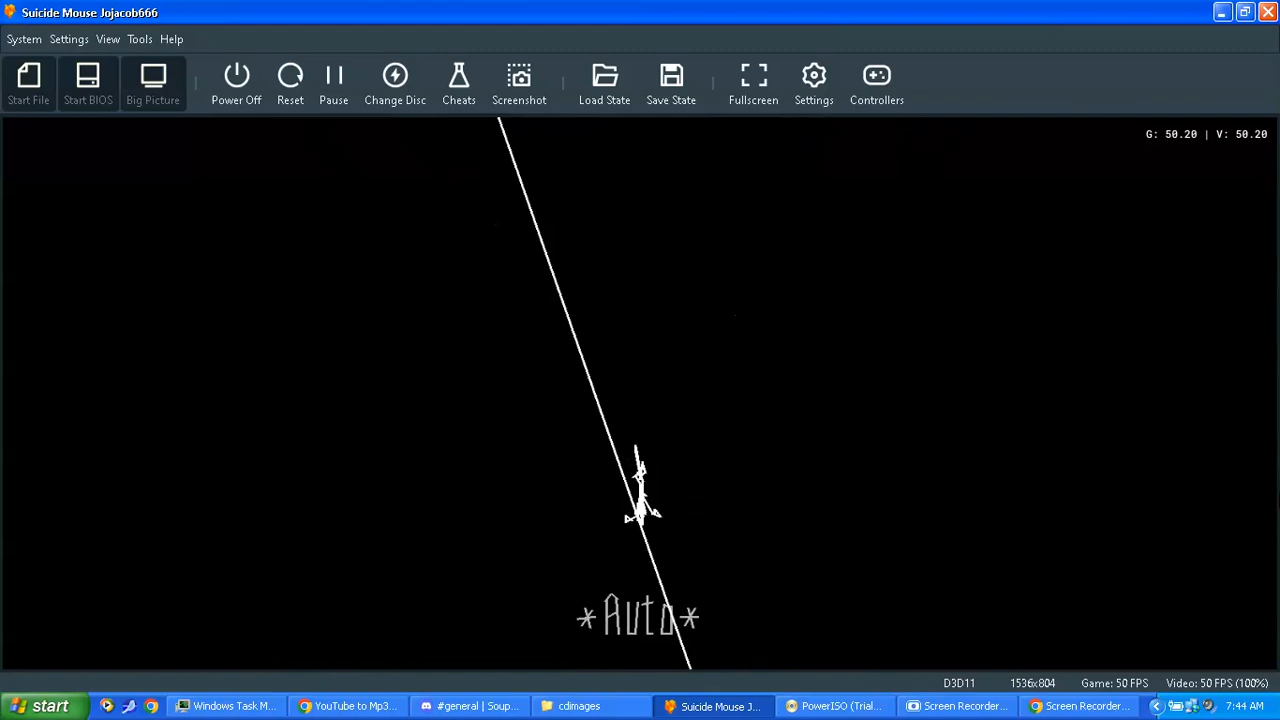 Suicide Mouse Jojacob666
System Settings View Tools Help
Start File Start BIOS Big Picture Power Off Reset Pause Change Disc Cheats Screenshot Load State Save State Fullscreen Settings Controllers
G: 50.20 | V: 50.20
*Auto*
D3D11 1536x804 Game: 50 FPS Video: 50 FPS (100%)
start Windows Task M... YouTube to Mp3... #general | Soup... cdimages Suicide Mouse J... PowerISO (Trial... Screen Recorder... Screen Recorder... 7:44 AM